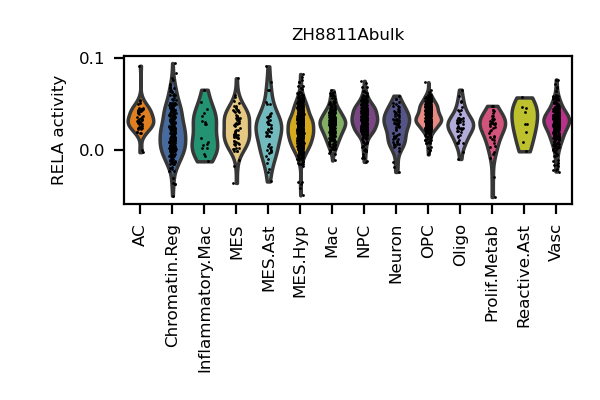 ZH8811Abulk
RELA activity
0.1
0.0
AC
Chromatin.Reg
Inflammatory.Mac
MES
MES.Ast
MES.Hyp
Mac
NPC
Neuron
OPC
Oligo
Prolif.Metab
Reactive.Ast
Vasc